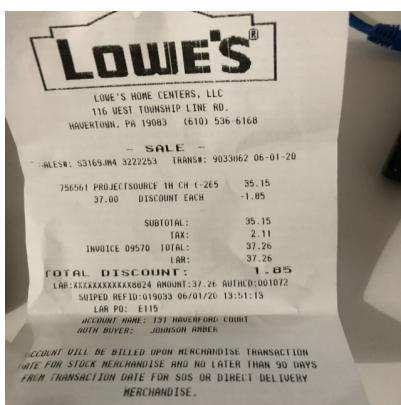 LOWE'S®
LOWE'S HOME CENTERS, LLC
116 WEST TOWNSHIP LINE RD.
HAVERTOWN, PA 19083 (610) 536-6168
- SALE -
SALES#: S3169JM4 3222253 TRANS#: 9033862 06-01-20
756561 PROJECTSOURCE 1H CH (-265 35.15
37.00 DISCOUNT EACH -1.85
SUBTOTAL: 35.15
TAX: 2.11
INVOICE 09570 TOTAL: 37.26
LAR: 37.26
TOTAL DISCOUNT: 1.85
LAR:XXXXXXXXXXXX8824 AMOUNT:37.26 AUTHCD:001072
SWIPED REFID:019033 06/01/20 13:51:13
LAR PO: E115
ACCOUNT NAME: 131 HAVERFORD COURT
AUTH BUYER: JOHNSON AMBER
ACCOUNT WILL BE BILLED UPON MERCHANDISE TRANSACTION
DATE FOR STOCK MERCHANDISE AND NO LATER THAN 90 DAYS
FROM TRANSACTION DATE FOR SOS OR DIRECT DELIVERY
MERCHANDISE.